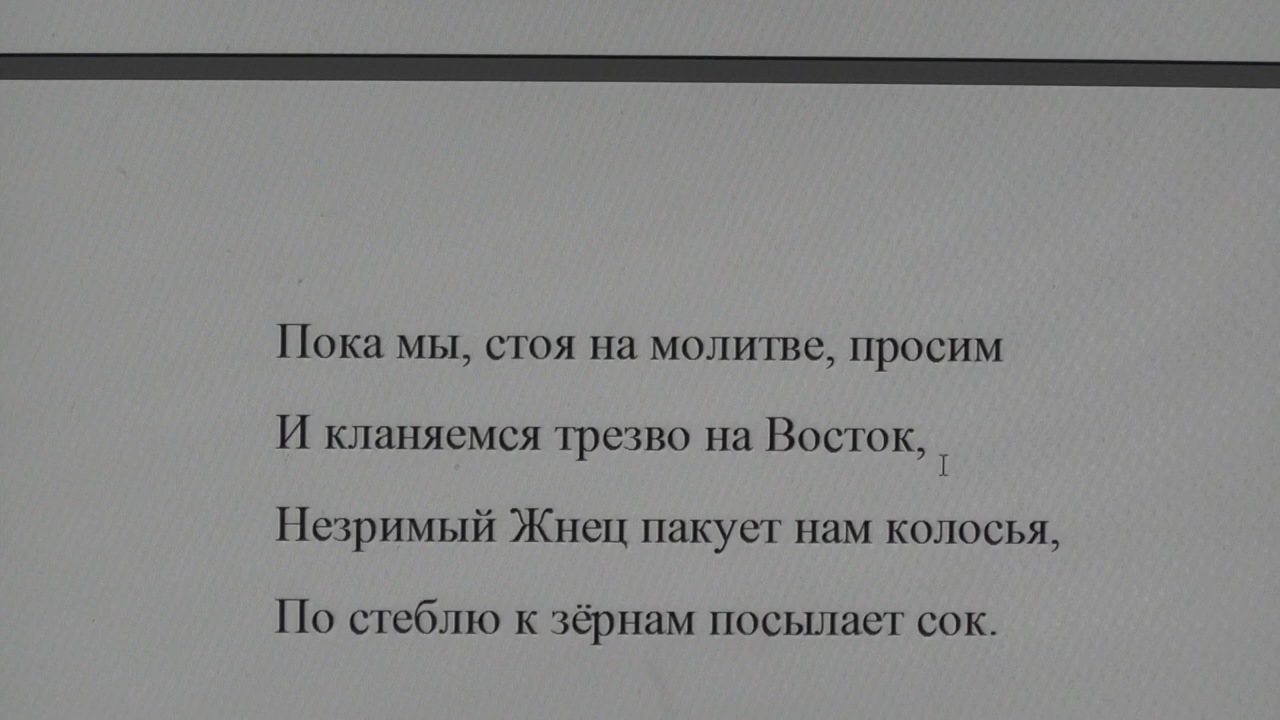 Пока мы, стоя на молитве, просим
И кланяемся трезво на Восток,
Незримый Жнец пакует нам колосья,
По стеблю к зёрнам посылает сок.